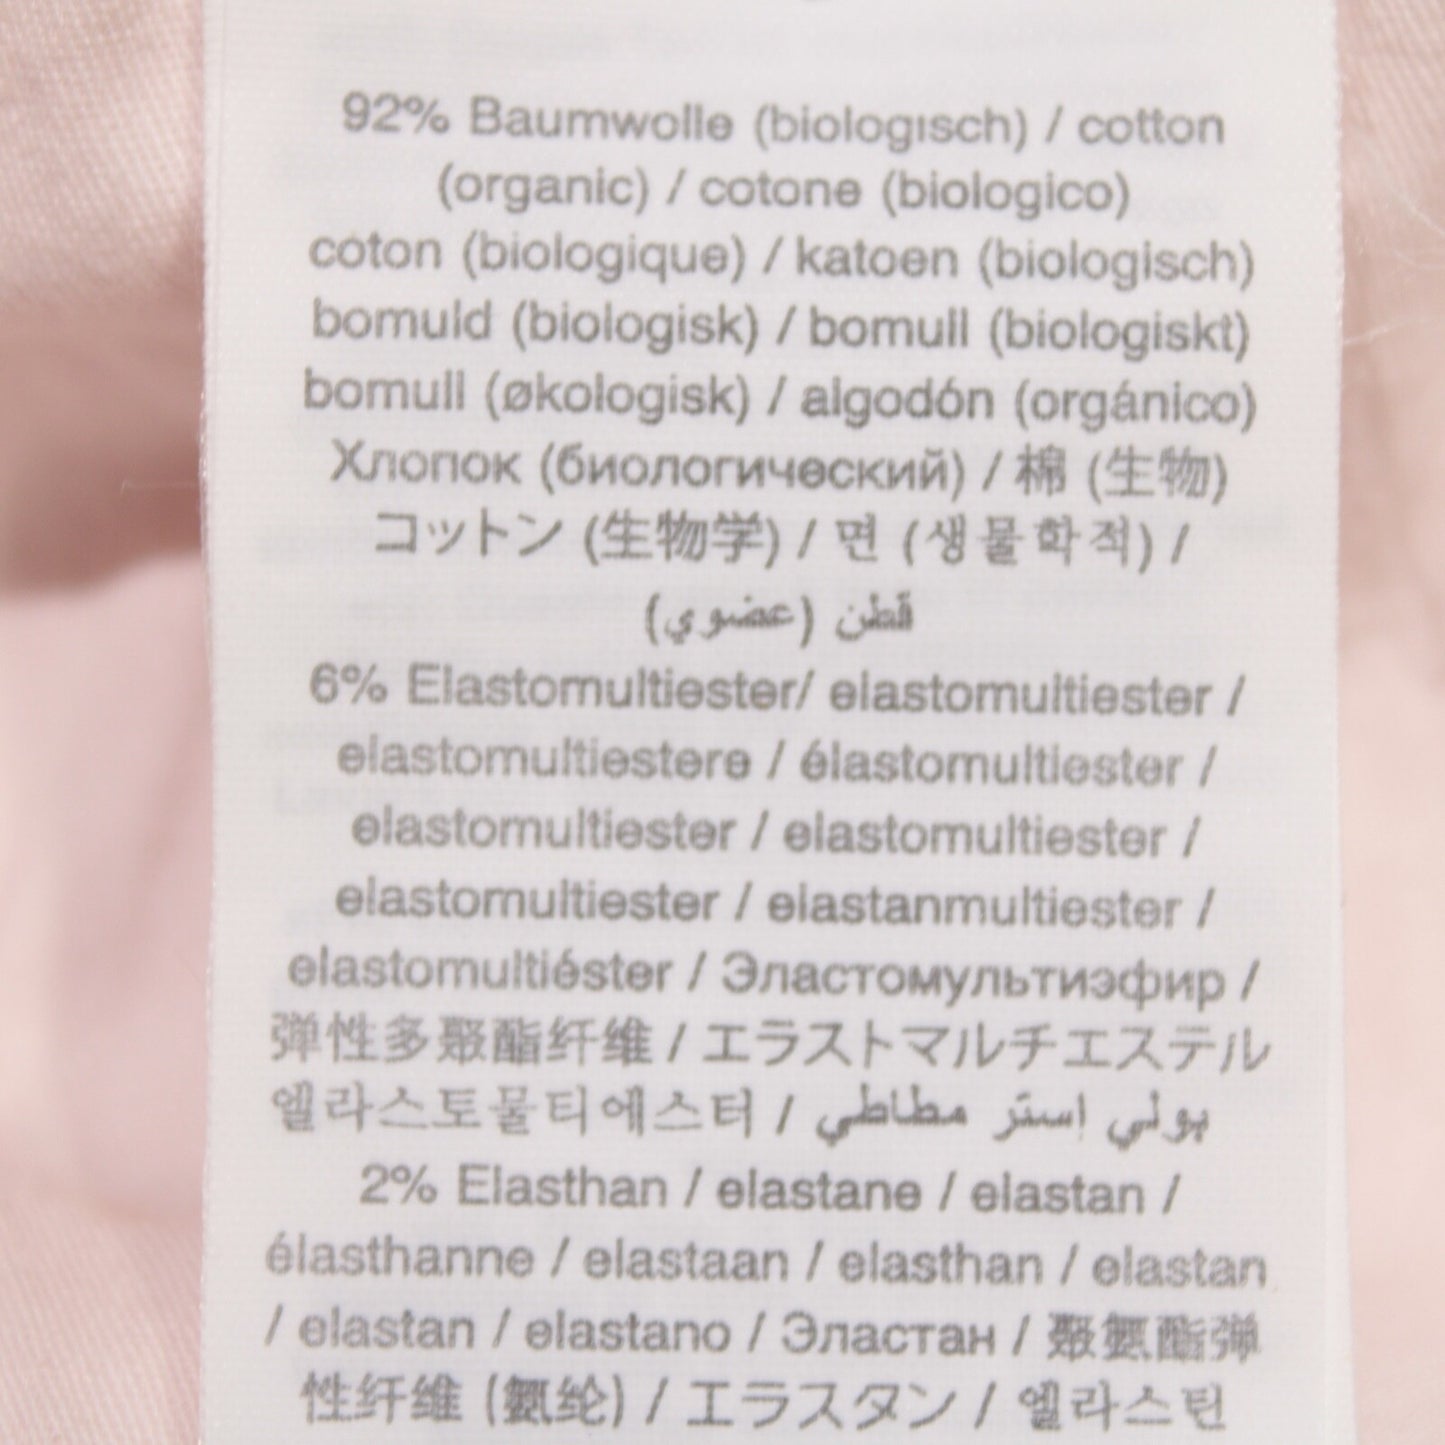 92% Baumwolle (biologisch) / cotton
(organic) / cotone (biologico)
coton (biologique) / katoen (biologisch)
bomuld (biologisk) / bomull (biologiskt)
bomull (økologisk) / algodón (orgánico)
Хлопок (биологический) / 棉 (生物)
コットン (生物学) / 면 (생물학적) /
قطن (عضوي)
6% Elastomultiester/ elastomultiester /
elastomultiestere / élastomultiester /
elastomultiester / elastomultiester /
elastomultiester / elastanmultiester /
elastomultiéster / Эластомультиэфир /
弹性多聚酯纤维 / エラストマルチエステル
엘라스토물티에스터 / بولي إستر مطاطي
2% Elasthan / elastane / elastan /
élasthanne / elastaan / elasthan / elastan
/ elastan / elastano / Эластан / 聚氨酯弹
性纤维 (氨纶) / エラスタン / 엘라스틴